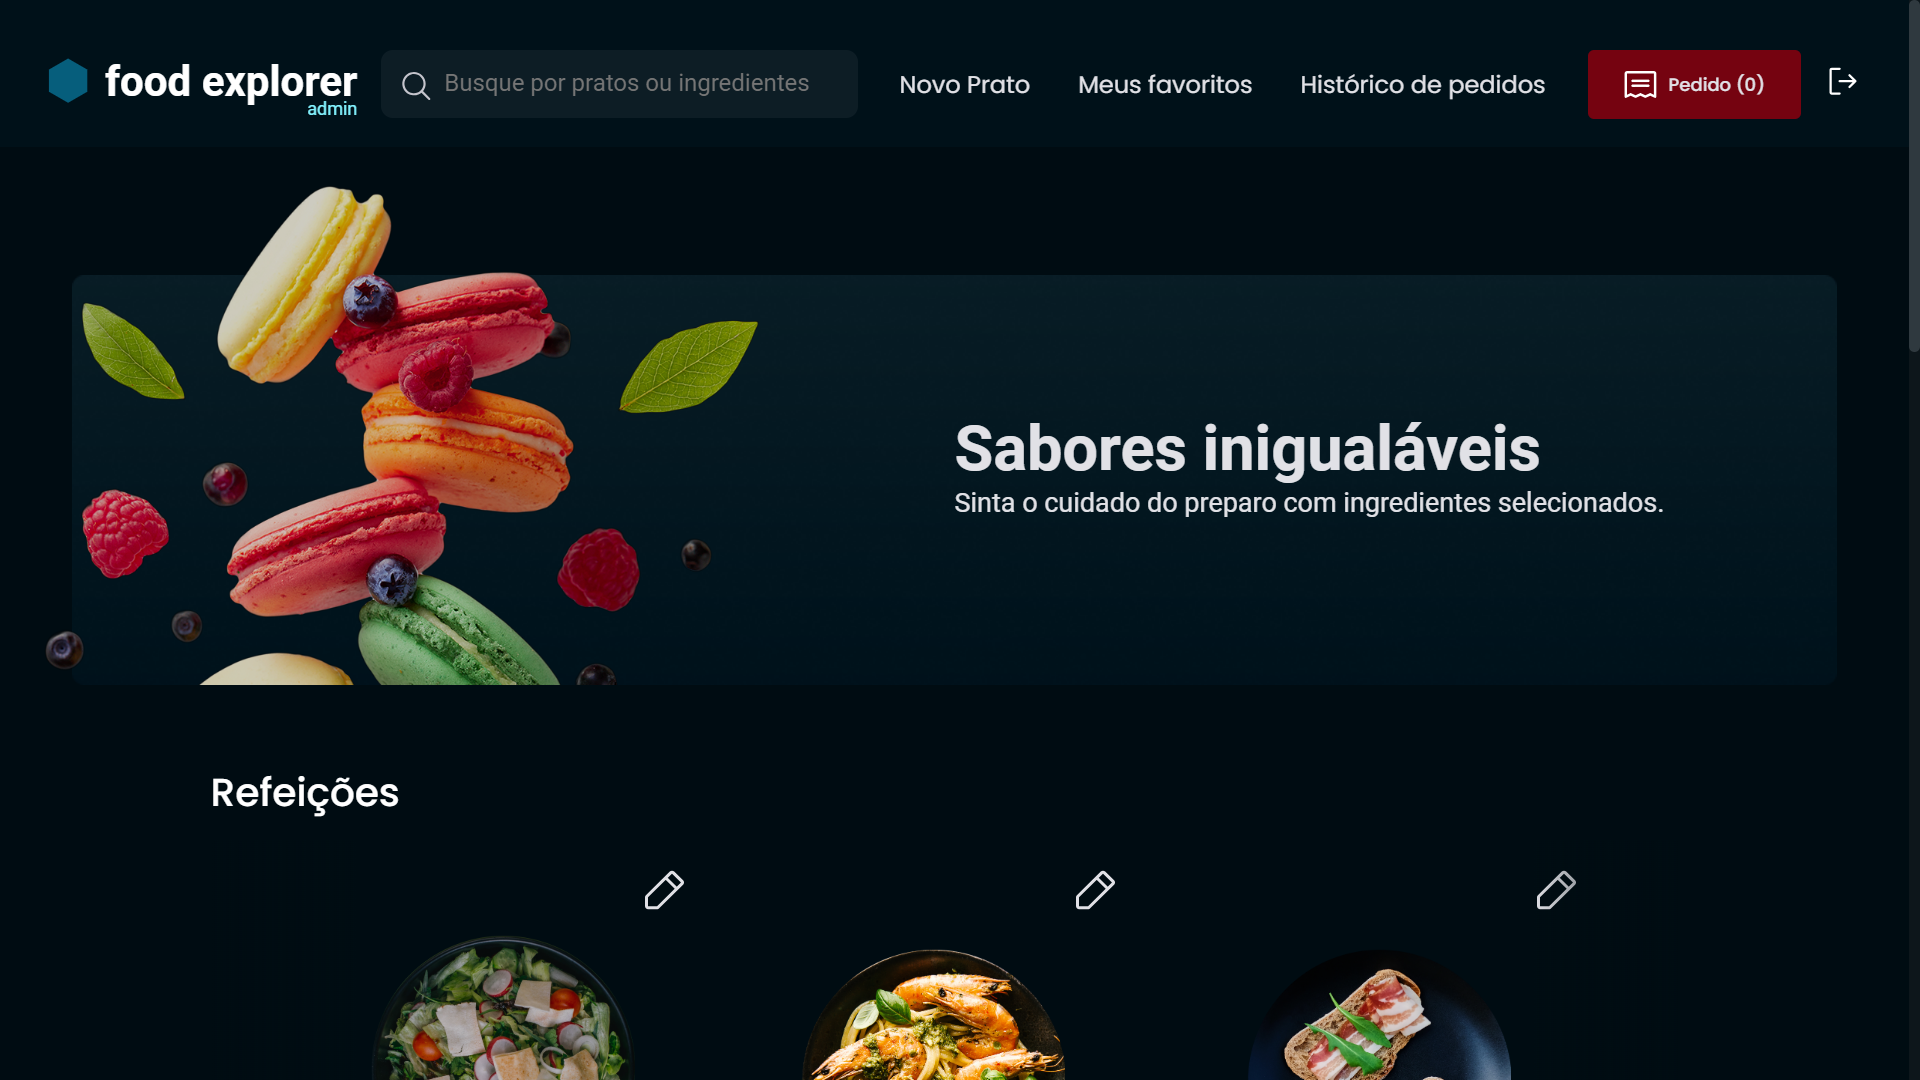 food explorer
admin
Busque por pratos ou ingredientes
Novo Prato
Meus favoritos
Histórico de pedidos
Pedido (0)
Sabores inigualáveis
Sinta o cuidado do preparo com ingredientes selecionados.
Refeições